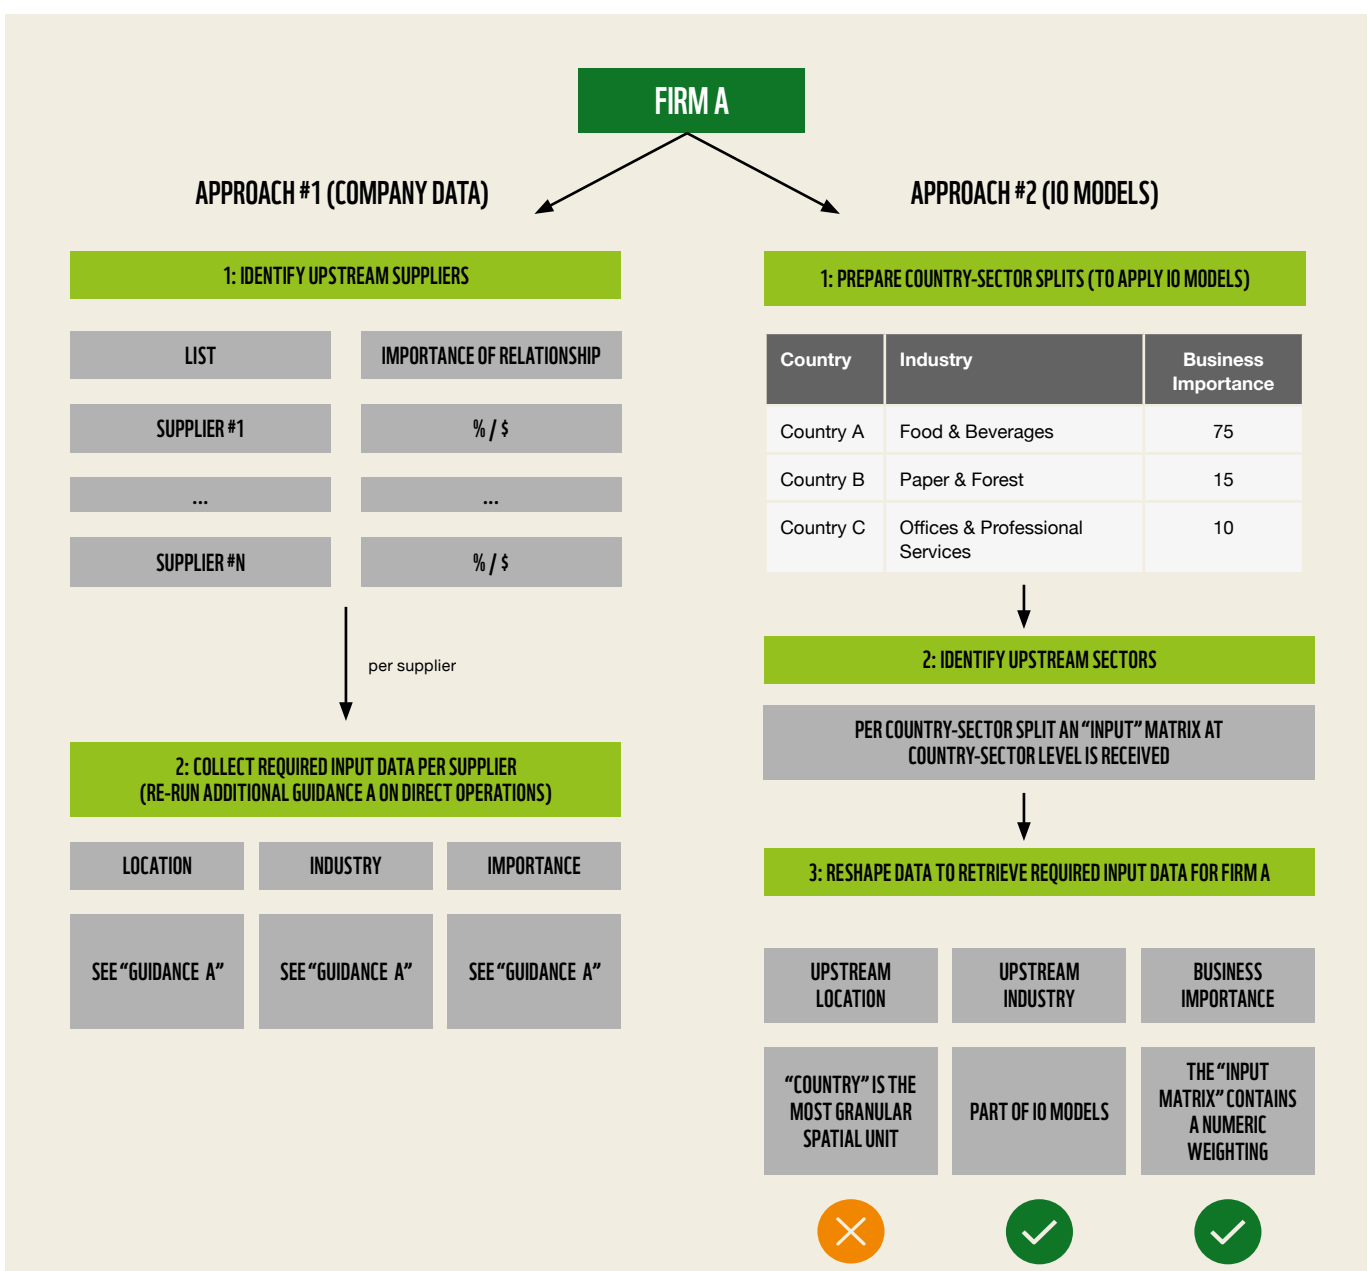 FIRM A
APPROACH #1 (COMPANY DATA)
1: IDENTIFY UPSTREAM SUPPLIERS
LIST
IMPORTANCE OF RELATIONSHIP
SUPPLIER #1
% / $
...
...
SUPPLIER #N
% / $
per supplier
2: COLLECT REQUIRED INPUT DATA PER SUPPLIER
(RE-RUN ADDITIONAL GUIDANCE A ON DIRECT OPERATIONS)
LOCATION
INDUSTRY
IMPORTANCE
SEE “GUIDANCE A”
SEE “GUIDANCE A”
SEE “GUIDANCE A”
APPROACH #2 (IO MODELS)
1: PREPARE COUNTRY-SECTOR SPLITS (TO APPLY IO MODELS)
Country
Industry
Business
Importance
Country A
Food & Beverages
75
Country B
Paper & Forest
15
Country C
Offices & Professional
Services
10
2: IDENTIFY UPSTREAM SECTORS
PER COUNTRY-SECTOR SPLIT AN “INPUT” MATRIX AT
COUNTRY-SECTOR LEVEL IS RECEIVED
3: RESHAPE DATA TO RETRIEVE REQUIRED INPUT DATA FOR FIRM A
UPSTREAM
LOCATION
UPSTREAM
INDUSTRY
BUSINESS
IMPORTANCE
“COUNTRY” IS THE
MOST GRANULAR
SPATIAL UNIT
PART OF IO MODELS
THE “INPUT
MATRIX” CONTAINS
A NUMERIC
WEIGHTING